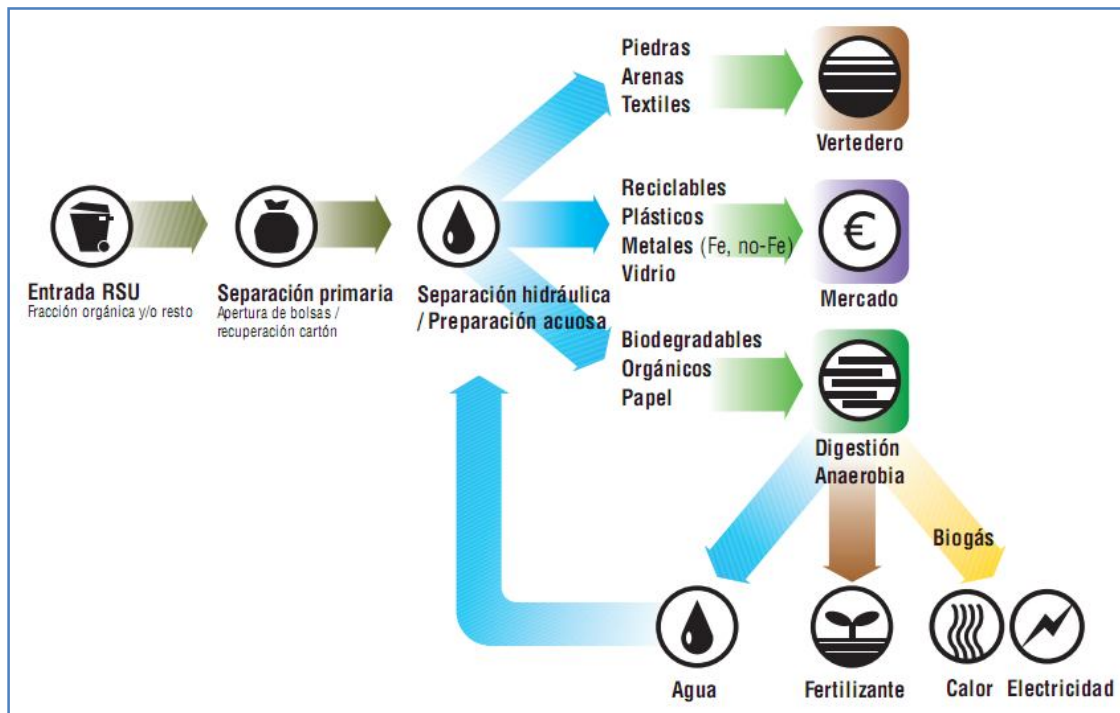 Piedras
Arenas
Textiles
Vertedero
Reciclables
Plásticos
Metales (Fe, no-Fe)
Vidrio
€
Mercado
Entrada RSU
Fracción orgánica y/o resto
Separación primaria
Apertura de bolsas /
recuperación cartón
Separación hidráulica
/ Preparación acuosa
Biodegradables
Orgánicos
Papel
Digestión
Anaerobia
Biogás
Agua
Fertilizante
Calor
Electricidad